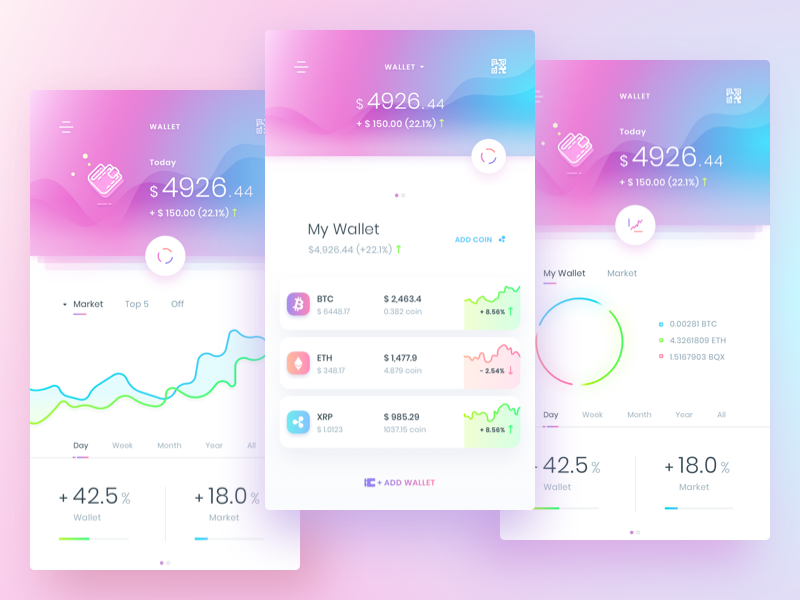 WALLET
Today
$ 4926.44
+ $ 150.00 (22.1%) ↑
Market Top 5 Off
Day Week Month Year All
+ 42.5 % + 18.0 %
Wallet Market
WALLET
$ 4926.44
+ $ 150.00 (22.1%) ↑
My Wallet
$4,926.44 (+22.1%) ↑
ADD COIN
BTC $ 2,463.4
$ 6448.17 0.382 coin + 8.56% ↑
ETH $ 1,477.9
$ 348.17 4.879 coin - 2.54% ↓
XRP $ 985.29
$ 1.0123 1037.15 coin + 8.56% ↑
+ ADD WALLET
WALLET
Today
$ 4926.44
+ $ 150.00 (22.1%) ↑
My Wallet Market
0.00281 BTC
4.3261809 ETH
1.5167903 BQX
Day Week Month Year All
+ 42.5 % + 18.0 %
Wallet Market